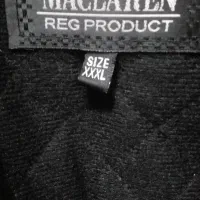 MACLAREN
REG PRODUCT
SIZE
XXXL